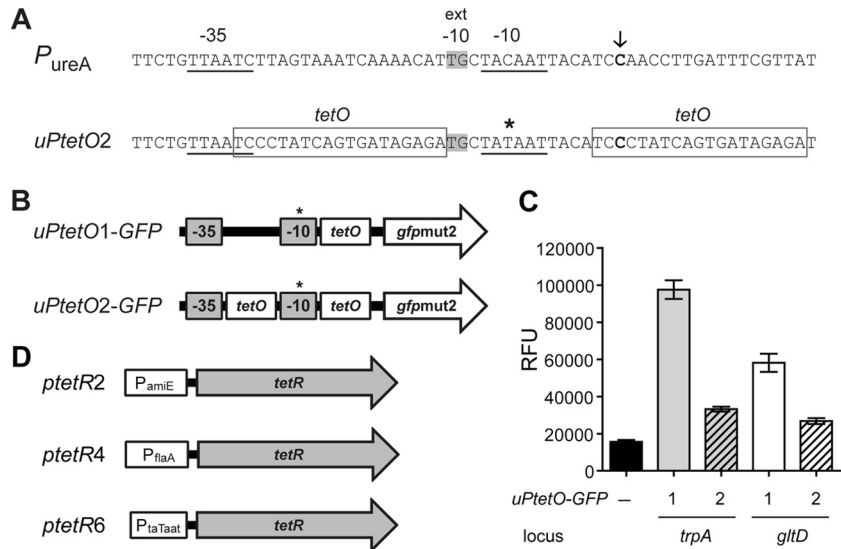 A
ext
-35 -10 -10 ↓
PureA TTCTGTTAATCTTAGTAAATCAAAACATTGCTACAATTACATCCAACCTTGATTTCGTTAT
tetO * tetO
uPtetO2 TTCTGTTAATCCCTATCAGTGATAGAGATGCTATAATTACATCCCTATCAGTGATAGAGAT
B
*
uPtetO1-GFP -35 -10 tetO gfpmut2
*
uPtetO2-GFP -35 tetO -10 tetO gfpmut2
D
ptetR2 PamiE tetR
ptetR4 PflaA tetR
ptetR6 PtaTaat tetR
C
RFU
120000
100000
80000
60000
40000
20000
0
uPtetO-GFP – 1 2 1 2
locus trpA gltD